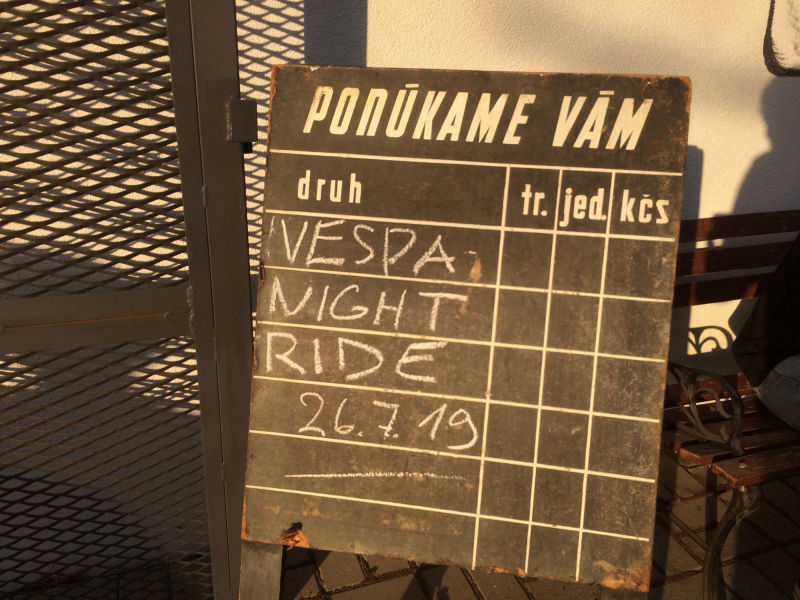 PONÚKAME VÁM
druh tr. jed. kčs
VESPA
NIGHT
RIDE
26.7.19